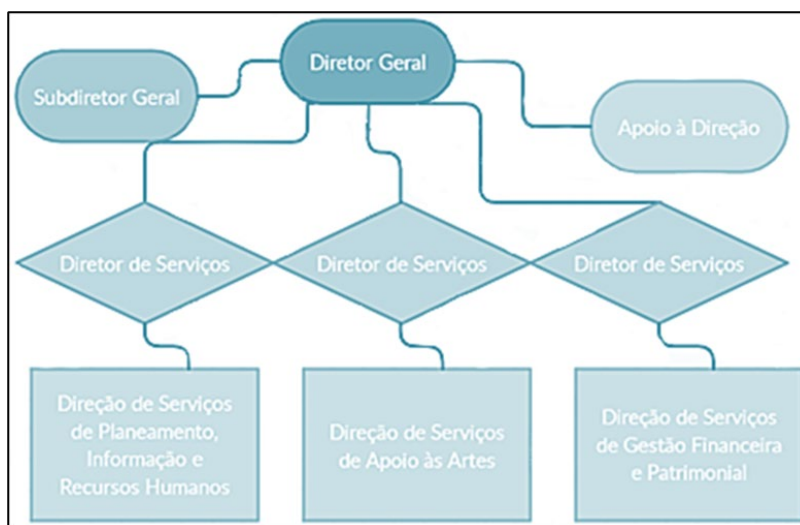 Diretor Geral
Subdiretor Geral
Apoio à Direção
Diretor de Serviços
Diretor de Serviços
Diretor de Serviços
Direção de Serviços
de Planeamento,
Informação e
Recursos Humanos
Direção de Serviços
de Apoio às Artes
Direção de Serviços
de Gestão Financeira
e Patrimonial